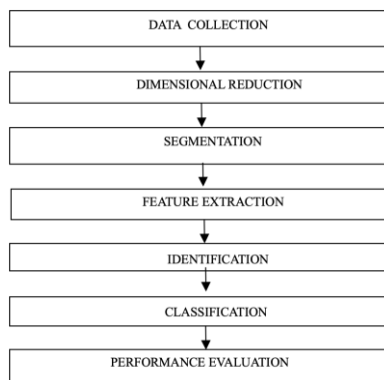 DATA COLLECTION
DIMENSIONAL REDUCTION
SEGMENTATION
FEATURE EXTRACTION
IDENTIFICATION
CLASSIFICATION
PERFORMANCE EVALUATION